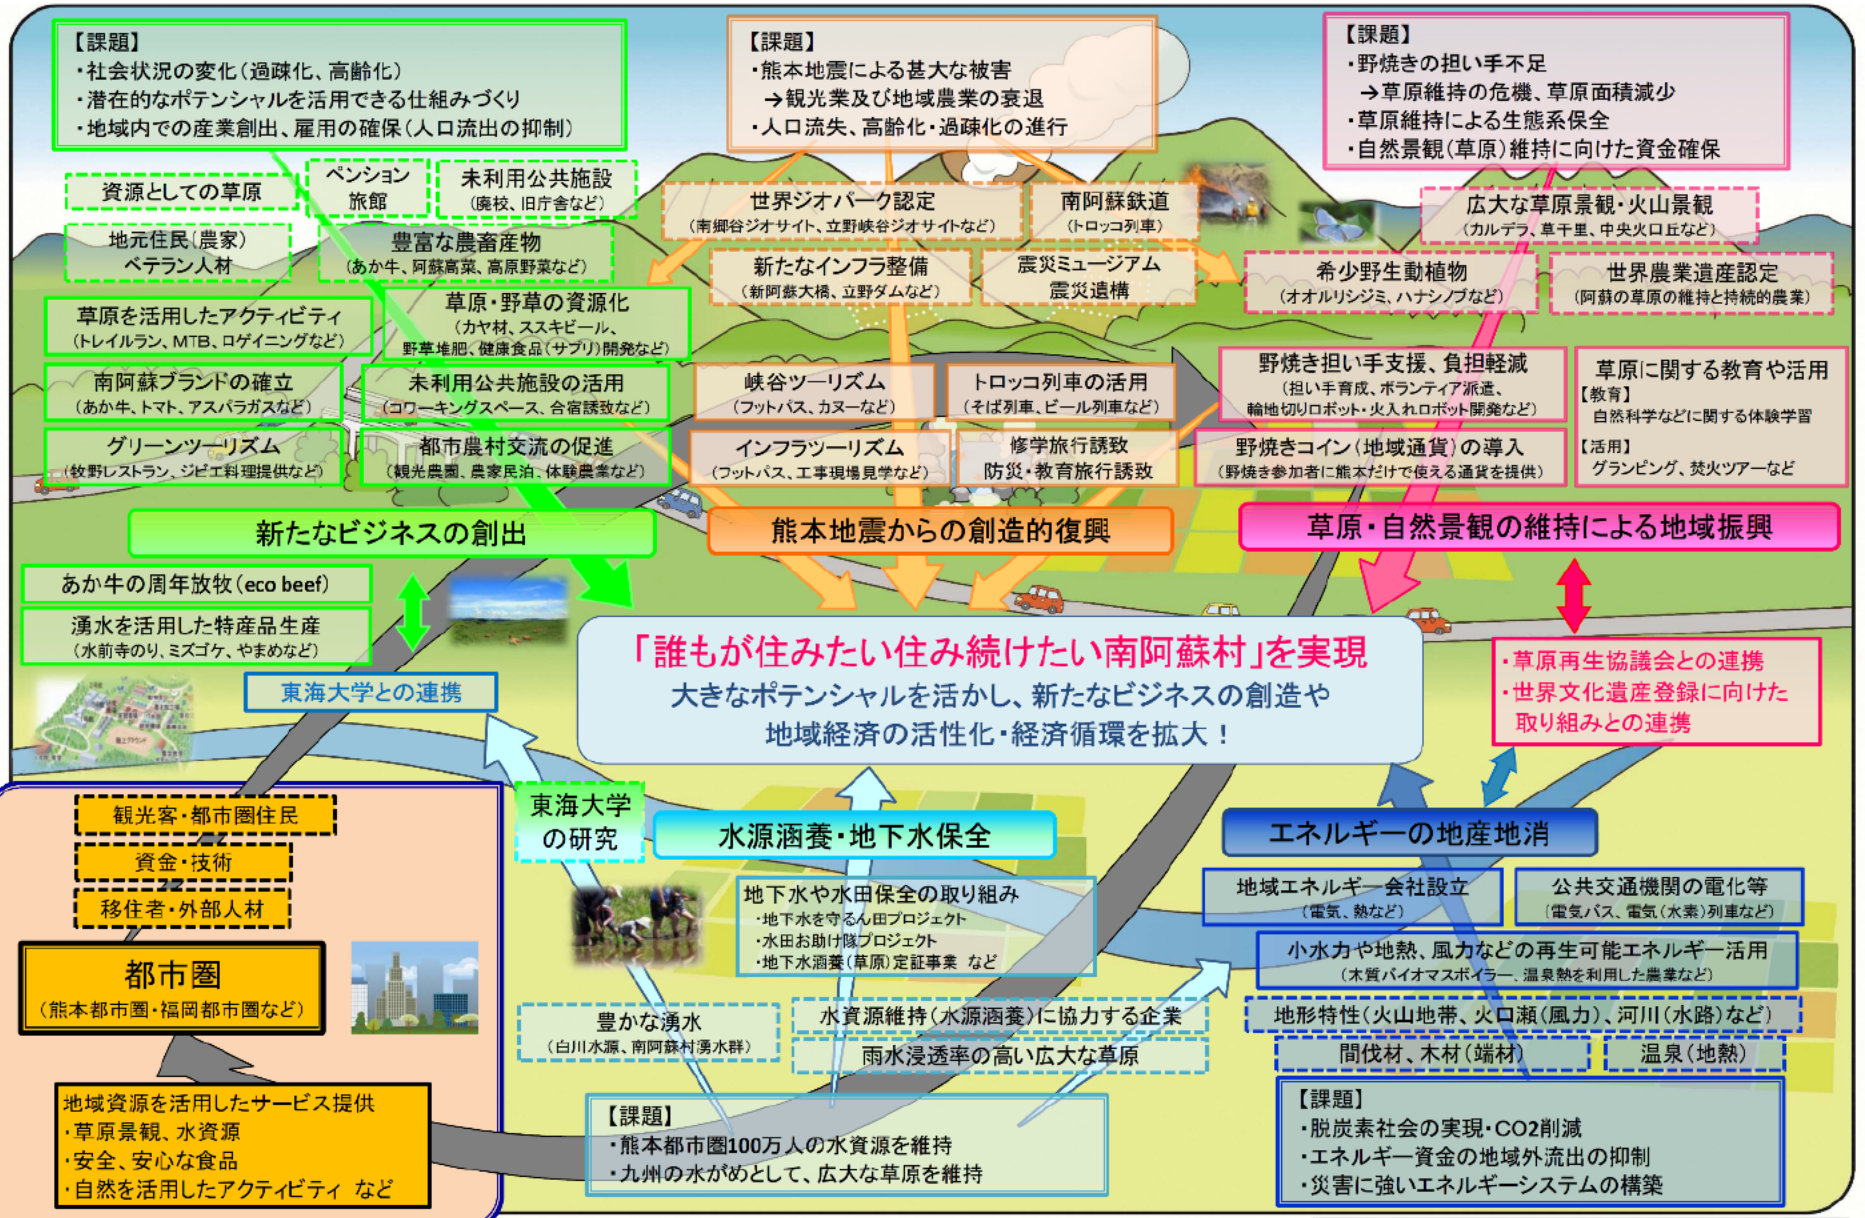 【課題】
・社会状況の変化(過疎化、高齢化)
・潜在的なポテンシャルを活用できる仕組みづくり
・地域内での産業創出、雇用の確保(人口流出の抑制)
【課題】
・熊本地震による甚大な被害
→観光業及び地域農業の衰退
・人口流失、高齢化・過疎化の進行
【課題】
・野焼きの担い手不足
→草原維持の危機、草原面積減少
・草原維持による生態系保全
・自然景観(草原)維持に向けた資金確保
資源としての草原
ペンション
旅館
未利用公共施設
(廃校、旧庁舎など)
地元住民(農家)
ベテラン人材
豊富な農畜産物
(あか牛、阿蘇高菜、高原野菜など)
草原を活用したアクティビティ
(トレイルラン、MTB、ロゲイニングなど)
草原・野草の資源化
(カヤ材、ススキビール、
野草堆肥、健康食品(サプリ)開発など)
南阿蘇ブランドの確立
(あか牛、トマト、アスパラガスなど)
未利用公共施設の活用
(コワーキングスペース、合宿誘致など)
グリーンツーリズム
(牧野レストラン、ジビエ料理提供など)
都市農村交流の促進
(観光農園、農家民泊、体験農業など)
世界ジオパーク認定
(南郷谷ジオサイト、立野峡谷ジオサイトなど)
南阿蘇鉄道
(トロッコ列車)
新たなインフラ整備
(新阿蘇大橋、立野ダムなど)
震災ミュージアム
震災遺構
峡谷ツーリズム
(フットパス、カヌーなど)
トロッコ列車の活用
(そば列車、ビール列車など)
インフラツーリズム
(フットパス、工事現場見学など)
修学旅行誘致
防災・教育旅行誘致
広大な草原景観・火山景観
(カルデラ、草千里、中央火口丘など)
希少野生動植物
(オオルリシジミ、ハナシノブなど)
世界農業遺産認定
(阿蘇の草原の維持と持続的農業)
野焼き担い手支援、負担軽減
(担い手育成、ボランティア派遣、
輪地切りロボット・火入れロボット開発など)
野焼きコイン(地域通貨)の導入
(野焼き参加者に熊本だけで使える通貨を提供)
草原に関する教育や活用
【教育】
自然科学などに関する体験学習
【活用】
グランピング、焚火ツアーなど
新たなビジネスの創出
熊本地震からの創造的復興
草原・自然景観の維持による地域振興
あか牛の周年放牧(eco beef)
湧水を活用した特産品生産
(水前寺のり、ミズゴケ、やまめなど)
東海大学との連携
「誰もが住みたい住み続けたい南阿蘇村」を実現
大きなポテンシャルを活かし、新たなビジネスの創造や
地域経済の活性化・経済循環を拡大！
・草原再生協議会との連携
・世界文化遺産登録に向けた
取り組みとの連携
観光客・都市圏住民
資金・技術
移住者・外部人材
都市圏
(熊本都市圏・福岡都市圏など)
地域資源を活用したサービス提供
・草原景観、水資源
・安全、安心な食品
・自然を活用したアクティビティ など
東海大学
の研究
水源涵養・地下水保全
地下水や水田保全の取り組み
・地下水を守るん田プロジェクト
・水田お助け隊プロジェクト
・地下水涵養(草原)定証事業 など
豊かな湧水
(白川水源、南阿蘇村湧水群)
水資源維持(水源涵養)に協力する企業
雨水浸透率の高い広大な草原
【課題】
・熊本都市圏100万人の水資源を維持
・九州の水がめとして、広大な草原を維持
エネルギーの地産地消
地域エネルギー会社設立
(電気、熱など)
公共交通機関の電化等
(電気バス、電気(水素)列車など)
小水力や地熱、風力などの再生可能エネルギー活用
(木質バイオマスボイラー、温泉熱を利用した農業など)
地形特性(火山地帯、火口瀬(風力)、河川(水路)など)
間伐材、木材(端材)
温泉(地熱)
【課題】
・脱炭素社会の実現・CO2削減
・エネルギー資金の地域外流出の抑制
・災害に強いエネルギーシステムの構築